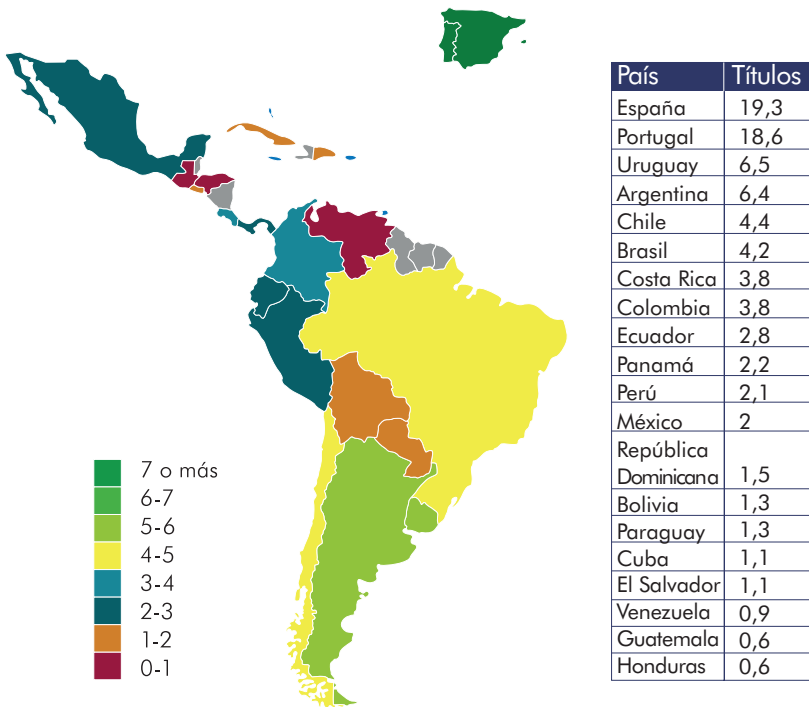 País Títulos
España 19,3
Portugal 18,6
Uruguay 6,5
Argentina 6,4
Chile 4,4
Brasil 4,2
Costa Rica 3,8
Colombia 3,8
Ecuador 2,8
Panamá 2,2
Perú 2,1
México 2
República
Dominicana 1,5
Bolivia 1,3
Paraguay 1,3
Cuba 1,1
El Salvador 1,1
Venezuela 0,9
Guatemala 0,6
Honduras 0,6
7 o más
6-7
5-6
4-5
3-4
2-3
1-2
0-1